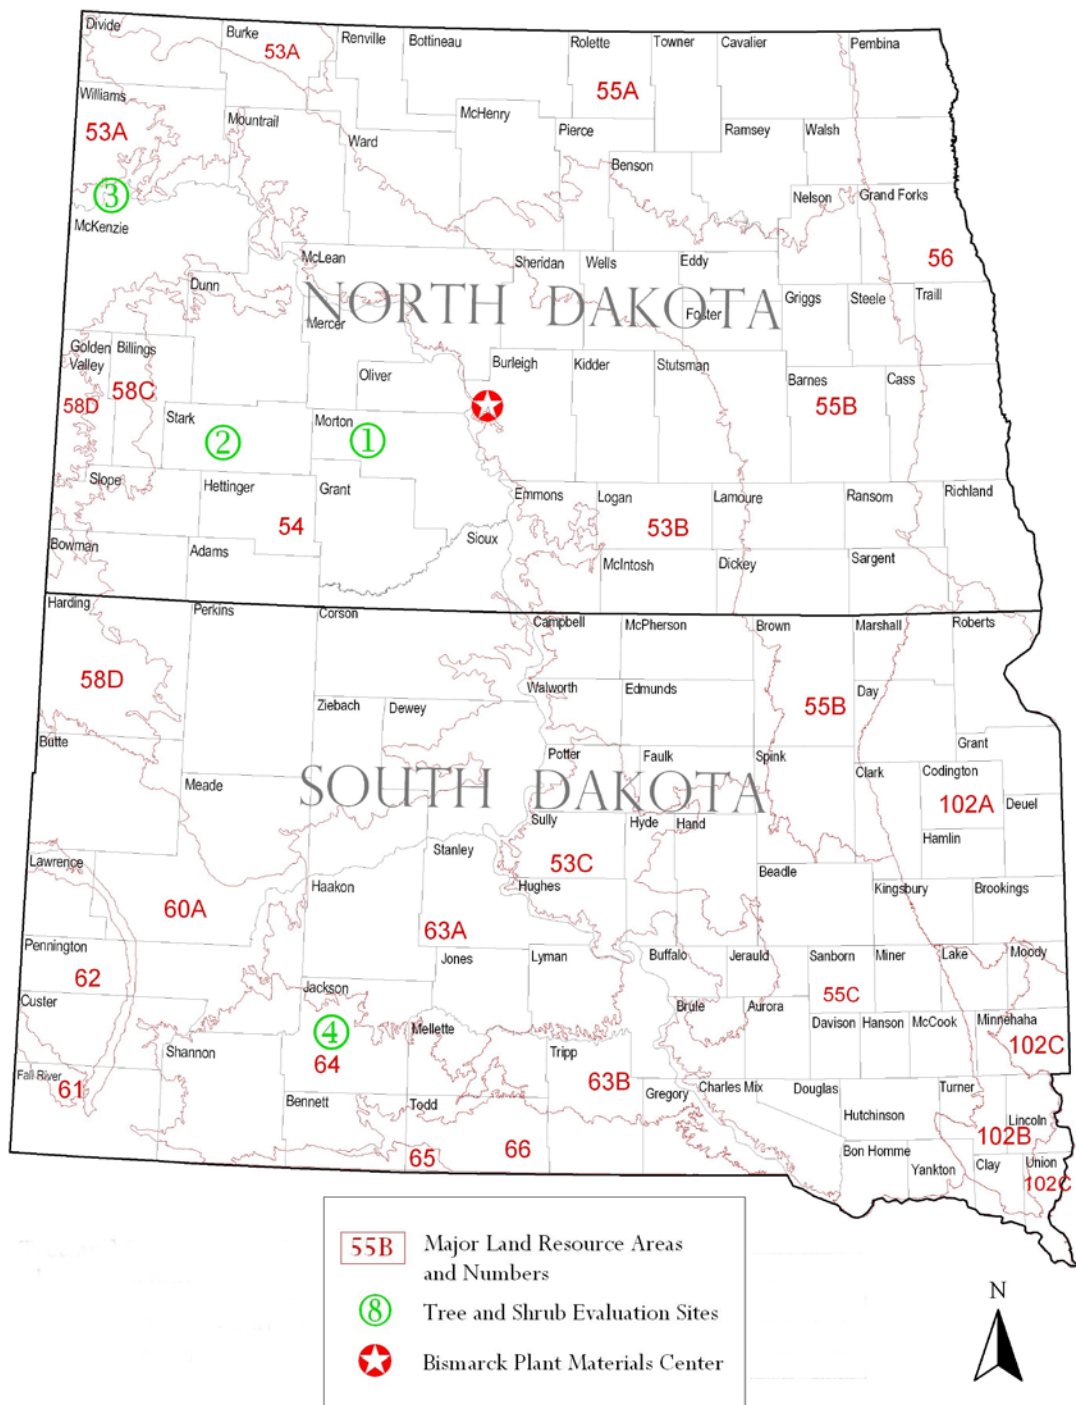 Divide
Burke
Renville
Bottineau
Rolette
Towner
Cavalier
Pembina
53A
55A
Williams
Mountrail
McHenry
53A
Ward
Pierce
Ramsey
Walsh
Benson
3
Nelson
Grand Forks
McKenzie
McLean
Sheridan
Wells
Eddy
56
Dunn
Griggs
Steele
Traill
NORTH DAKOTA
Mercer
Foster
Golden
Valley
Billings
Oliver
Burleigh
Kidder
Stutsman
Barnes
Cass
58C
58D
55B
Stark
Morton
2
1
Slope
Hettinger
Grant
Emmons
Logan
Lamoure
Ransom
Richland
54
53B
Sioux
Bowman
Adams
McIntosh
Dickey
Sargent
Harding
Perkins
Corson
Campbell
McPherson
Brown
Marshall
Roberts
58D
Walworth
Edmunds
Day
55B
Ziebach
Dewey
Butte
Potter
Faulk
Spink
Grant
Meade
Clark
Codington
SOUTH DAKOTA
102A
Deuel
Sully
Hyde
Hand
Hamlin
Lawrence
Stanley
53C
Haakon
Hughes
Beadle
Kingsbury
Brookings
60A
63A
Pennington
Jones
Lyman
Buffalo
Jerauld
Sanborn
Miner
Lake
Moody
62
Jackson
55C
Custer
Brule
Aurora
4
Mellette
Davison
Hanson
McCook
Minnehaha
102C
Shannon
64
Tripp
Fall River
61
63B
Gregory
Charles Mix
Douglas
Turner
Bennett
Todd
Hutchinson
Lincoln
102B
65
66
Bon Homme
Yankton
Clay
Union
102C
55B Major Land Resource Areas
and Numbers
8 Tree and Shrub Evaluation Sites
Bismarck Plant Materials Center
N